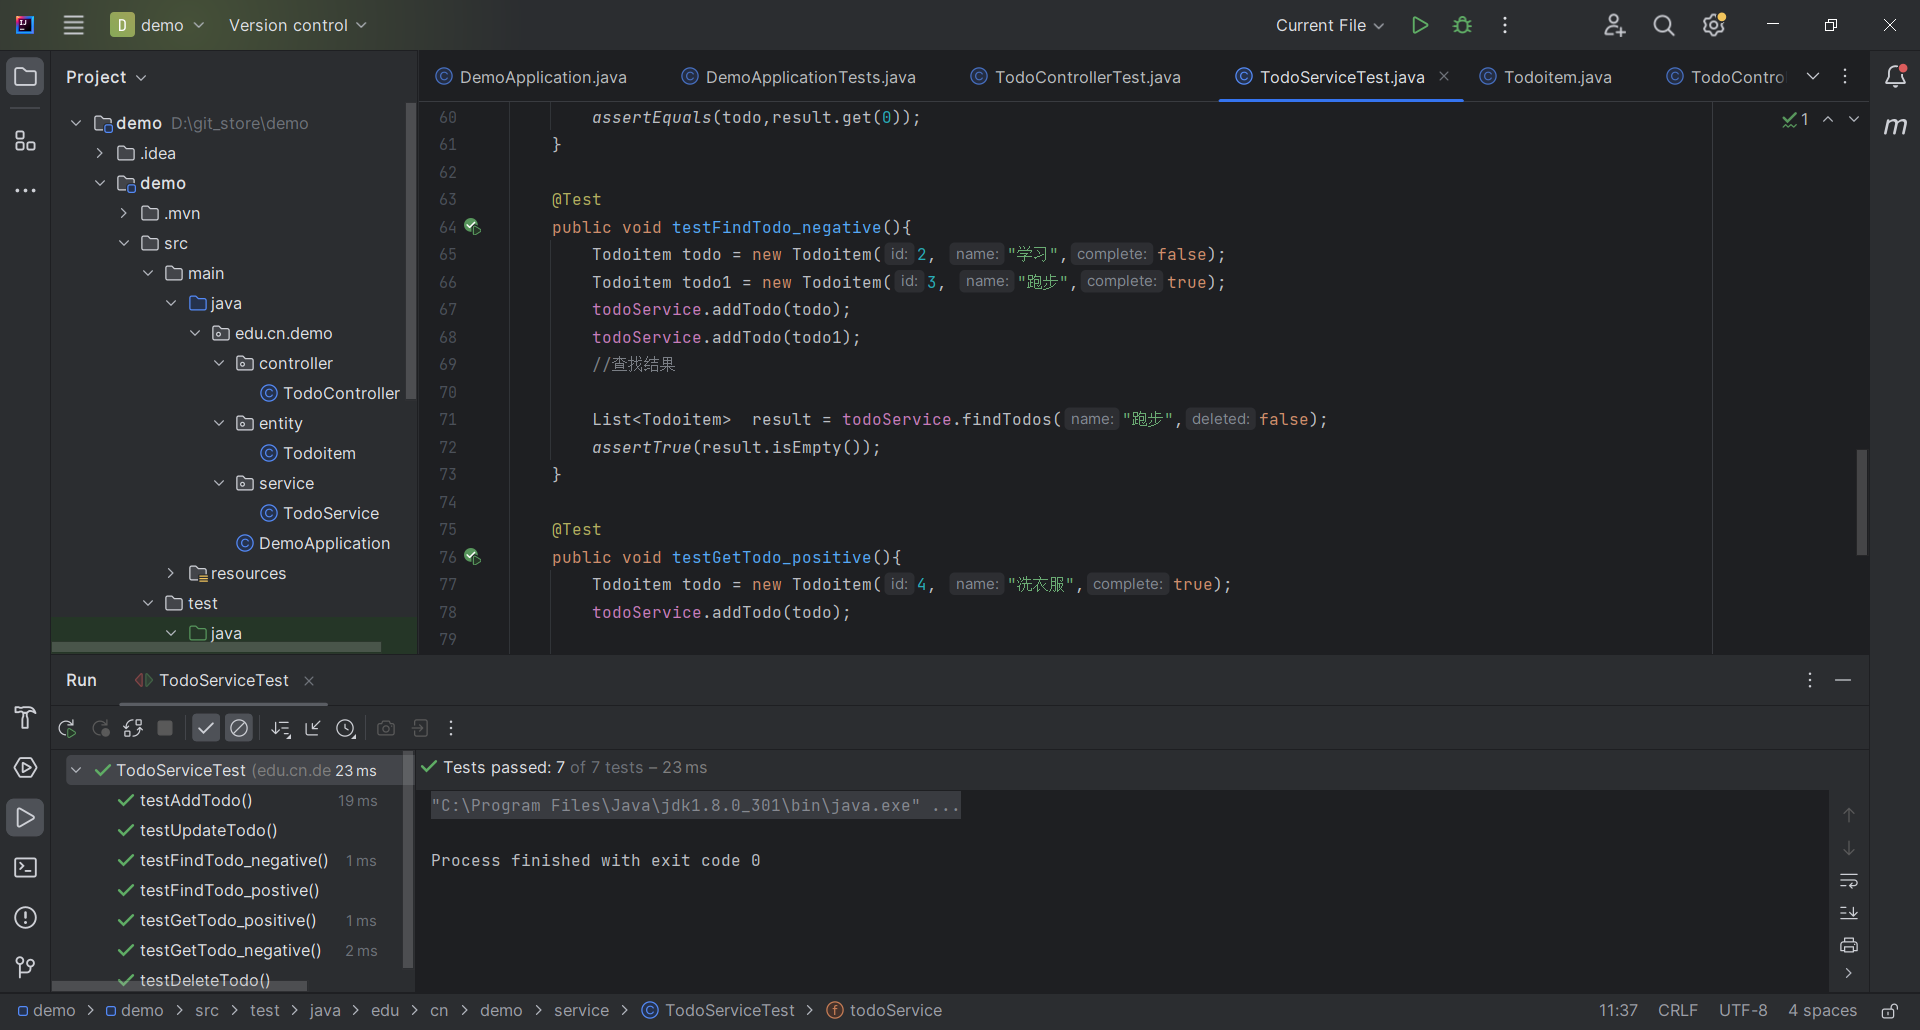 D demo Version control Current File
Project
demo D:\git_store\demo
.idea
demo
.mvn
src
main
java
edu.cn.demo
controller
TodoController
entity
Todoitem
service
TodoService
DemoApplication
resources
test
java
DemoApplication.java DemoApplicationTests.java TodoControllerTest.java TodoServiceTest.java Todoitem.java TodoContro
1
60 assertEquals(todo,result.get(0));
61 }
62
63 @Test
64 public void testFindTodo_negative(){
65 Todoitem todo = new Todoitem( id: 2, name: "学习", complete: false);
66 Todoitem todo1 = new Todoitem( id: 3, name: "跑步", complete: true);
67 todoService.addTodo(todo);
68 todoService.addTodo(todo1);
69 //查找结果
70
71 List<Todoitem> result = todoService.findTodos( name: "跑步", deleted: false);
72 assertTrue(result.isEmpty());
73 }
74
75 @Test
76 public void testGetTodo_positive(){
77 Todoitem todo = new Todoitem( id: 4, name: "洗衣服", complete: true);
78 todoService.addTodo(todo);
79
m
Run TodoServiceTest
TodoServiceTest (edu.cn.de 23 ms
testAddTodo() 19 ms
testUpdateTodo()
testFindTodo_negative() 1 ms
testFindTodo_postive()
testGetTodo_positive() 1 ms
testGetTodo_negative() 2 ms
testDeleteTodo()
Tests passed: 7 of 7 tests – 23 ms
"C:\Program Files\Java\jdk1.8.0_301\bin\java.exe" ...
Process finished with exit code 0
demo > demo > src > test > java > edu > cn > demo > service > TodoServiceTest > todoService 11:37 CRLF UTF-8 4 spaces